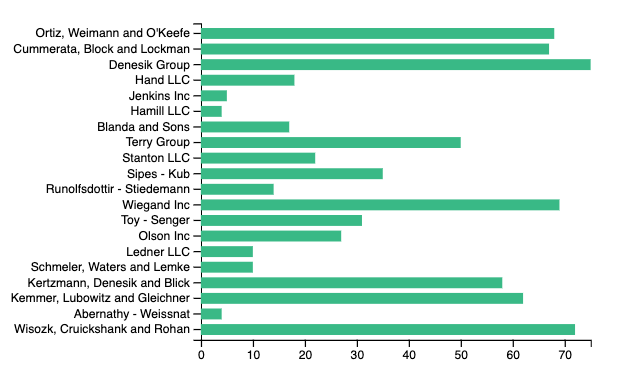 Ortiz, Weimann and O'Keefe
Cummerata, Block and Lockman
Denesik Group
Hand LLC
Jenkins Inc
Hamill LLC
Blanda and Sons
Terry Group
Stanton LLC
Sipes - Kub
Runolfsdottir - Stiedemann
Wiegand Inc
Toy - Senger
Olson Inc
Ledner LLC
Schmeler, Waters and Lemke
Kertzmann, Denesik and Blick
Kemmer, Lubowitz and Gleichner
Abernathy - Weissnat
Wisozk, Cruickshank and Rohan
0 10 20 30 40 50 60 70